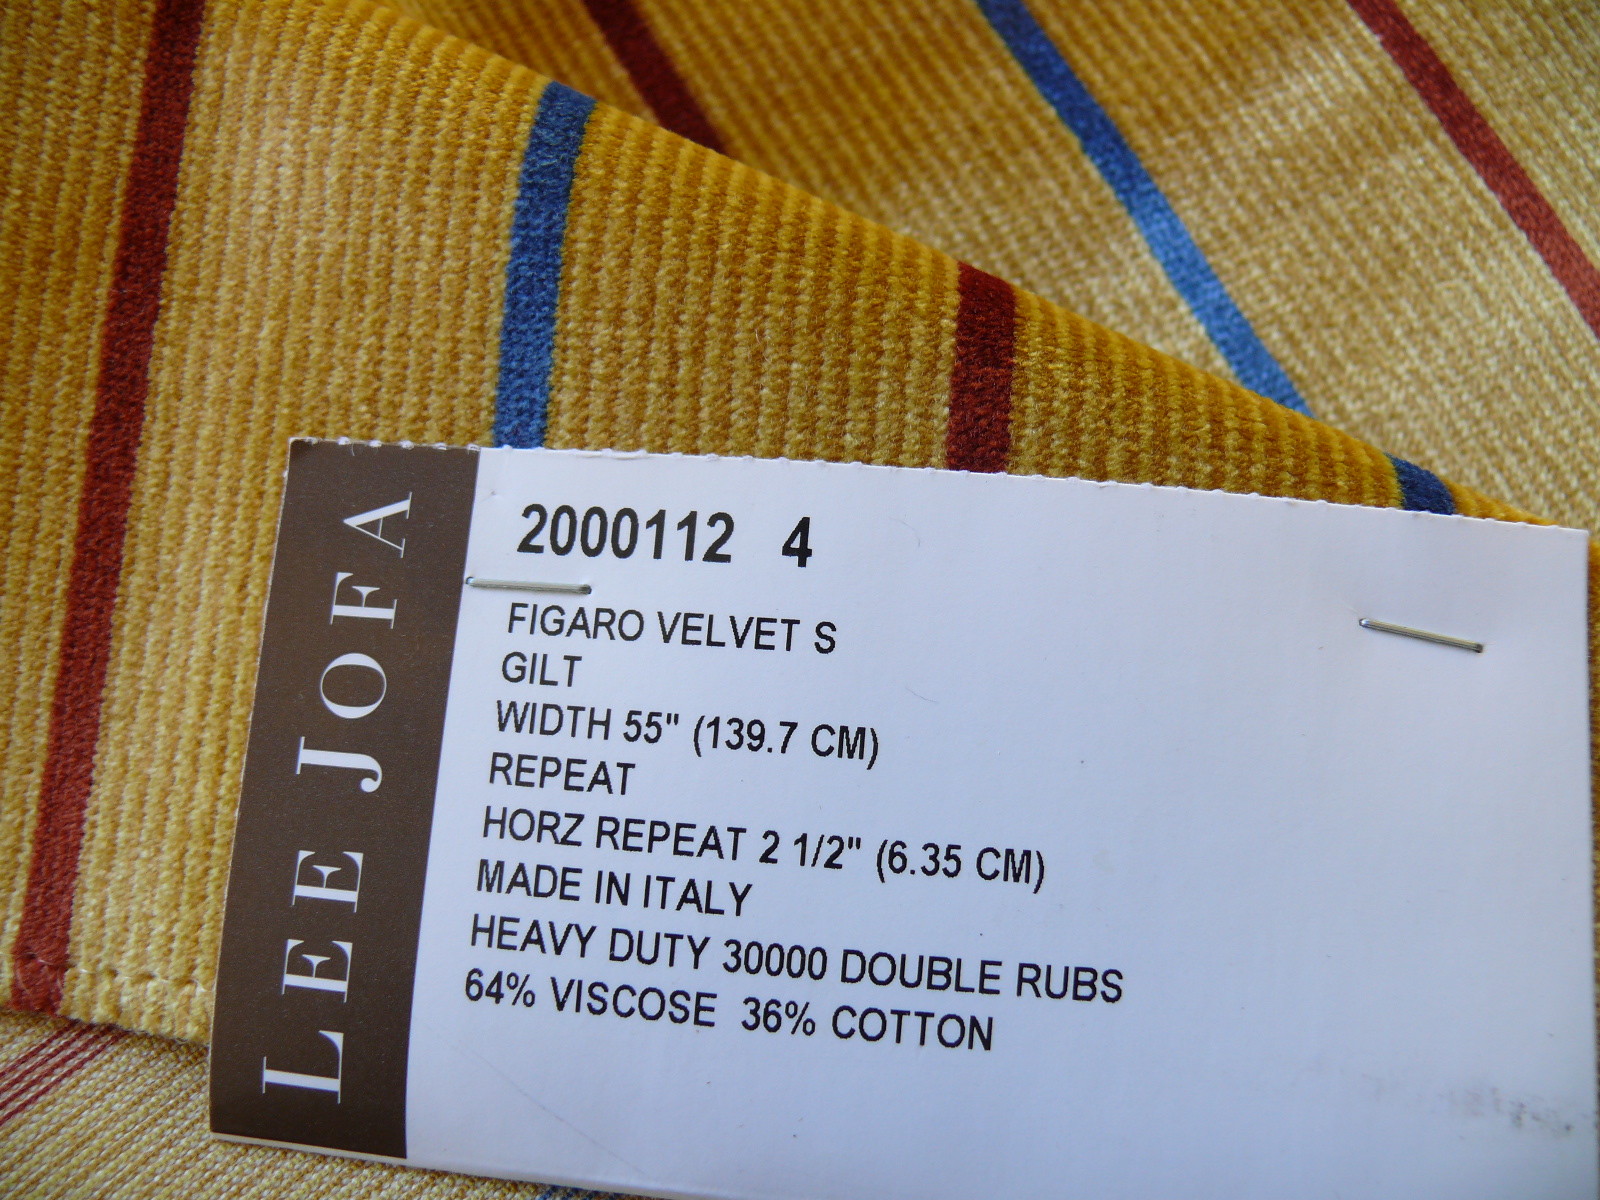 LEE JOFA
2000112 4
FIGARO VELVET S
GILT
WIDTH 55" (139.7 CM)
REPEAT
HORZ REPEAT 2 1/2" (6.35 CM)
MADE IN ITALY
HEAVY DUTY 30000 DOUBLE RUBS
64% VISCOSE 36% COTTON